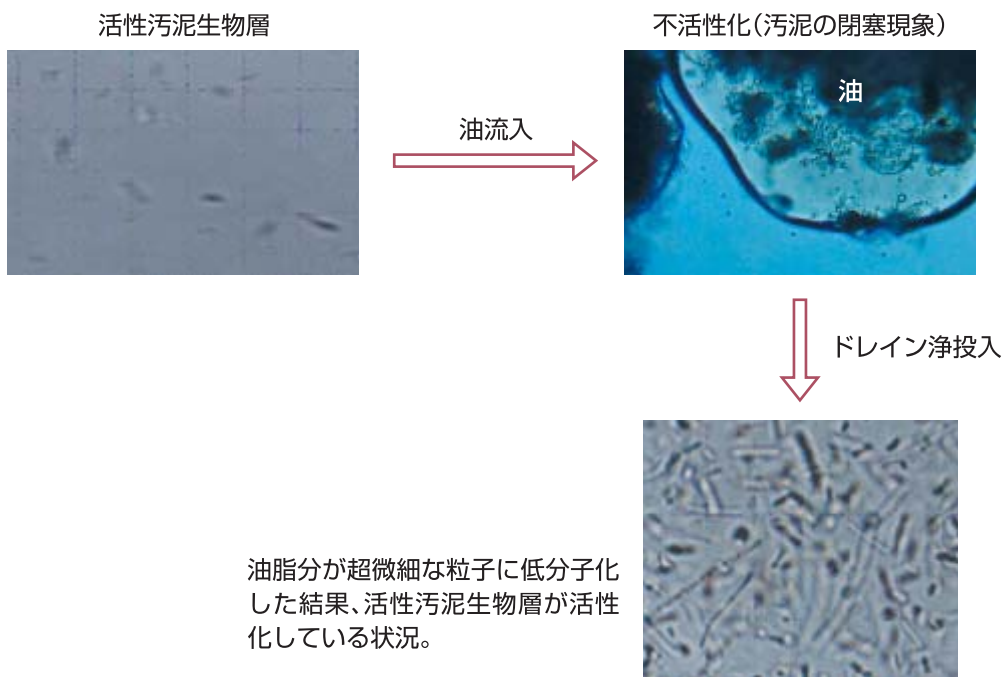 活性汚泥生物層
不活性化(汚泥の閉塞現象)
油
油流入
ドレイン浄投入
油脂分が超微細な粒子に低分子化
した結果、活性汚泥生物層が活性
化している状況。